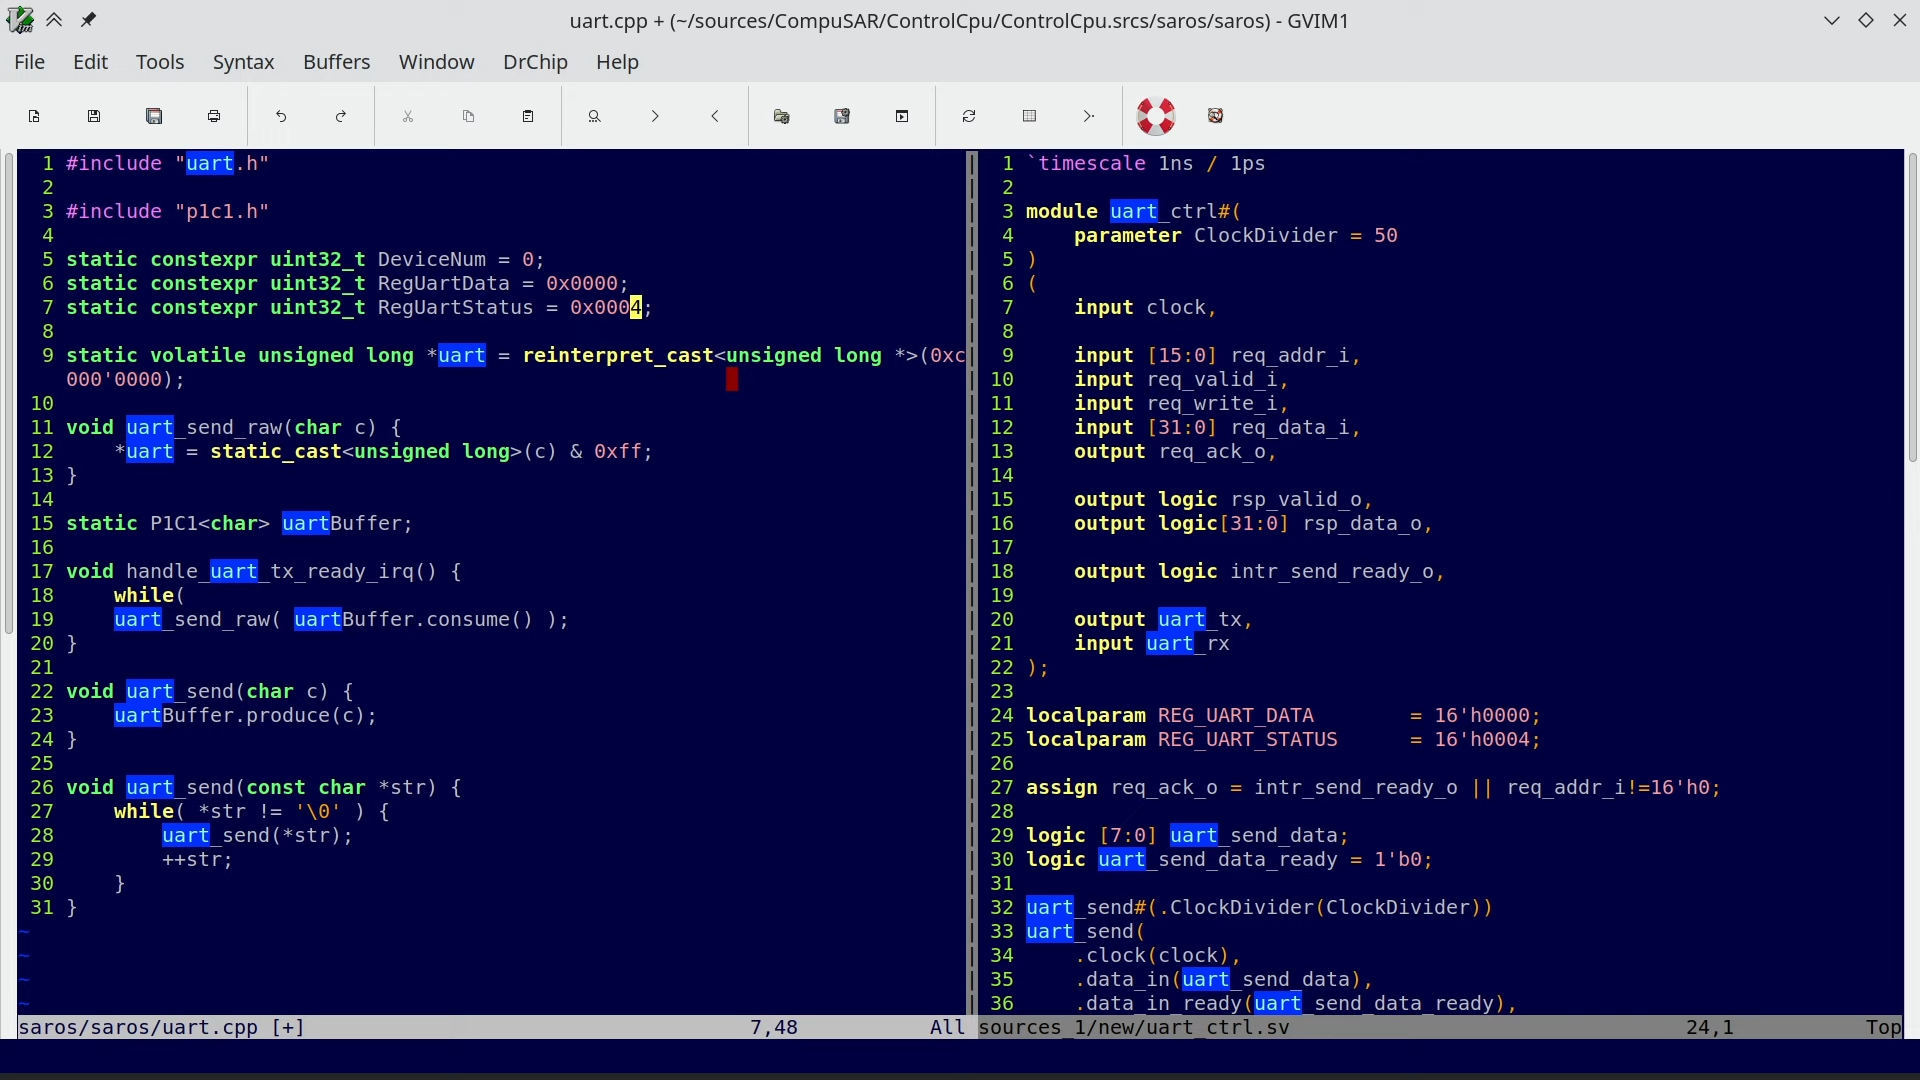 uart.cpp + (~/sources/CompuSAR/ControlCpu/ControlCpu.srcs/saros/saros) - GVIM1
File Edit Tools Syntax Buffers Window DrChip Help
1 #include "uart.h"
2
3 #include "p1c1.h"
4
5 static constexpr uint32_t DeviceNum = 0;
6 static constexpr uint32_t RegUartData = 0x0000;
7 static constexpr uint32_t RegUartStatus = 0x0004;
8
9 static volatile unsigned long *uart = reinterpret_cast<unsigned long *>(0xc
000'0000);
10
11 void uart_send_raw(char c) {
12     *uart = static_cast<unsigned long>(c) & 0xff;
13 }
14
15 static P1C1<char> uartBuffer;
16
17 void handle_uart_tx_ready_irq() {
18     while(
19     uart_send_raw( uartBuffer.consume() );
20 }
21
22 void uart_send(char c) {
23     uartBuffer.produce(c);
24 }
25
26 void uart_send(const char *str) {
27     while( *str != '\0' ) {
28         uart_send(*str);
29         ++str;
30     }
31 }
~
~
~
~
saros/saros/uart.cpp [+] 7,48 All
1 `timescale 1ns / 1ps
2
3 module uart_ctrl#(
4     parameter ClockDivider = 50
5 )
6 (
7     input clock,
8
9     input [15:0] req_addr_i,
10     input req_valid_i,
11     input req_write_i,
12     input [31:0] req_data_i,
13     output req_ack_o,
14
15     output logic rsp_valid_o,
16     output logic[31:0] rsp_data_o,
17
18     output logic intr_send_ready_o,
19
20     output uart_tx,
21     input uart_rx
22 );
23
24 localparam REG_UART_DATA        = 16'h0000;
25 localparam REG_UART_STATUS      = 16'h0004;
26
27 assign req_ack_o = intr_send_ready_o || req_addr_i!=16'h0;
28
29 logic [7:0] uart_send_data;
30 logic uart_send_data_ready = 1'b0;
31
32 uart_send#(.ClockDivider(ClockDivider))
33 uart_send(
34     .clock(clock),
35     .data_in(uart_send_data),
36     .data_in_ready(uart_send_data_ready),
sources_1/new/uart_ctrl.sv 24,1 Top